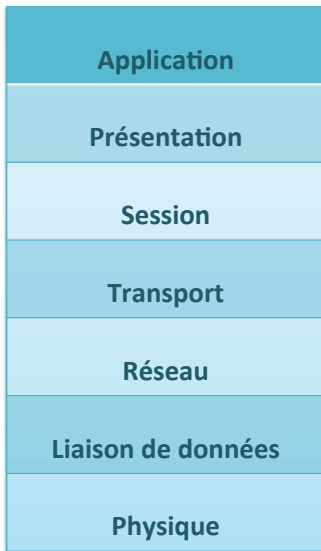 Application
Présentation
Session
Transport
Réseau
Liaison de données
Physique